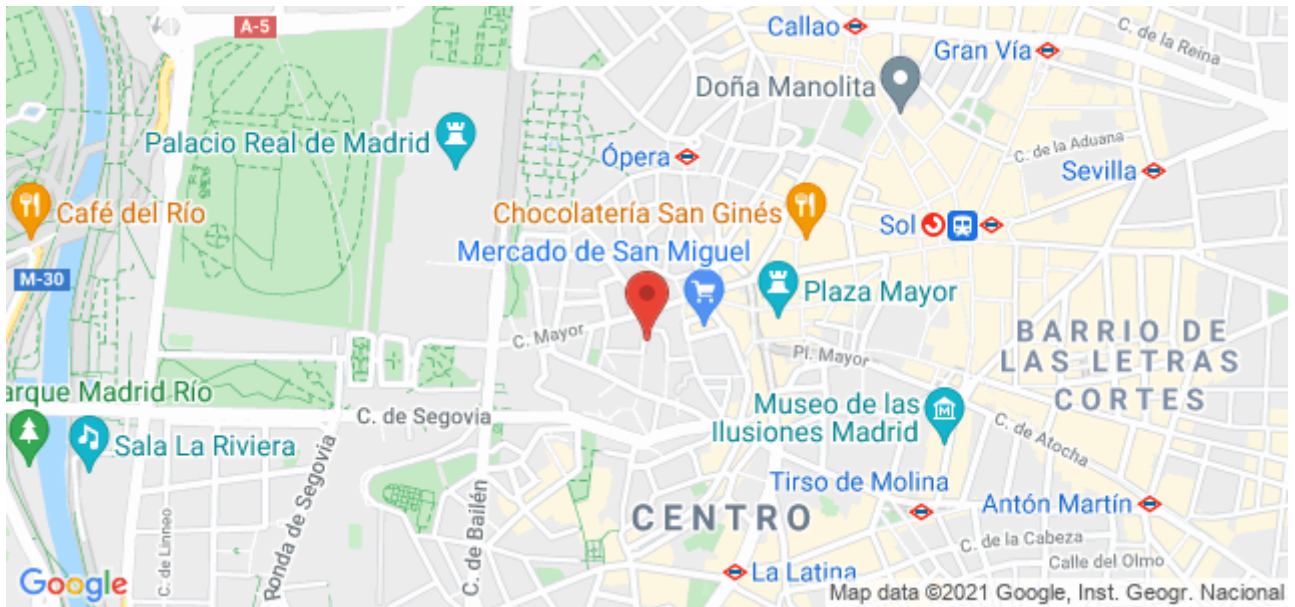 A-5
Callao
Gran Vía
C. de la Reina
Doña Manolita
Palacio Real de Madrid
Ópera
C. de la Aduana
Sevilla
Café del Río
Chocolatería San Ginés
Sol
M-30
Mercado de San Miguel
Plaza Mayor
C. Mayor
Pl. Mayor
BARRIO DE
LAS LETRAS
CORTES
arque Madrid Río
C. de Segovia
Museo de las
Ilusiones Madrid
Sala La Riviera
C. de Atocha
Ronda de Segovia
C. de Bailén
Tirso de Molina
Antón Martín
C. de Linneo
CENTRO
C. de la Cabeza
Calle del Olmo
La Latina
Google
Map data ©2021 Google, Inst. Geogr. Nacional